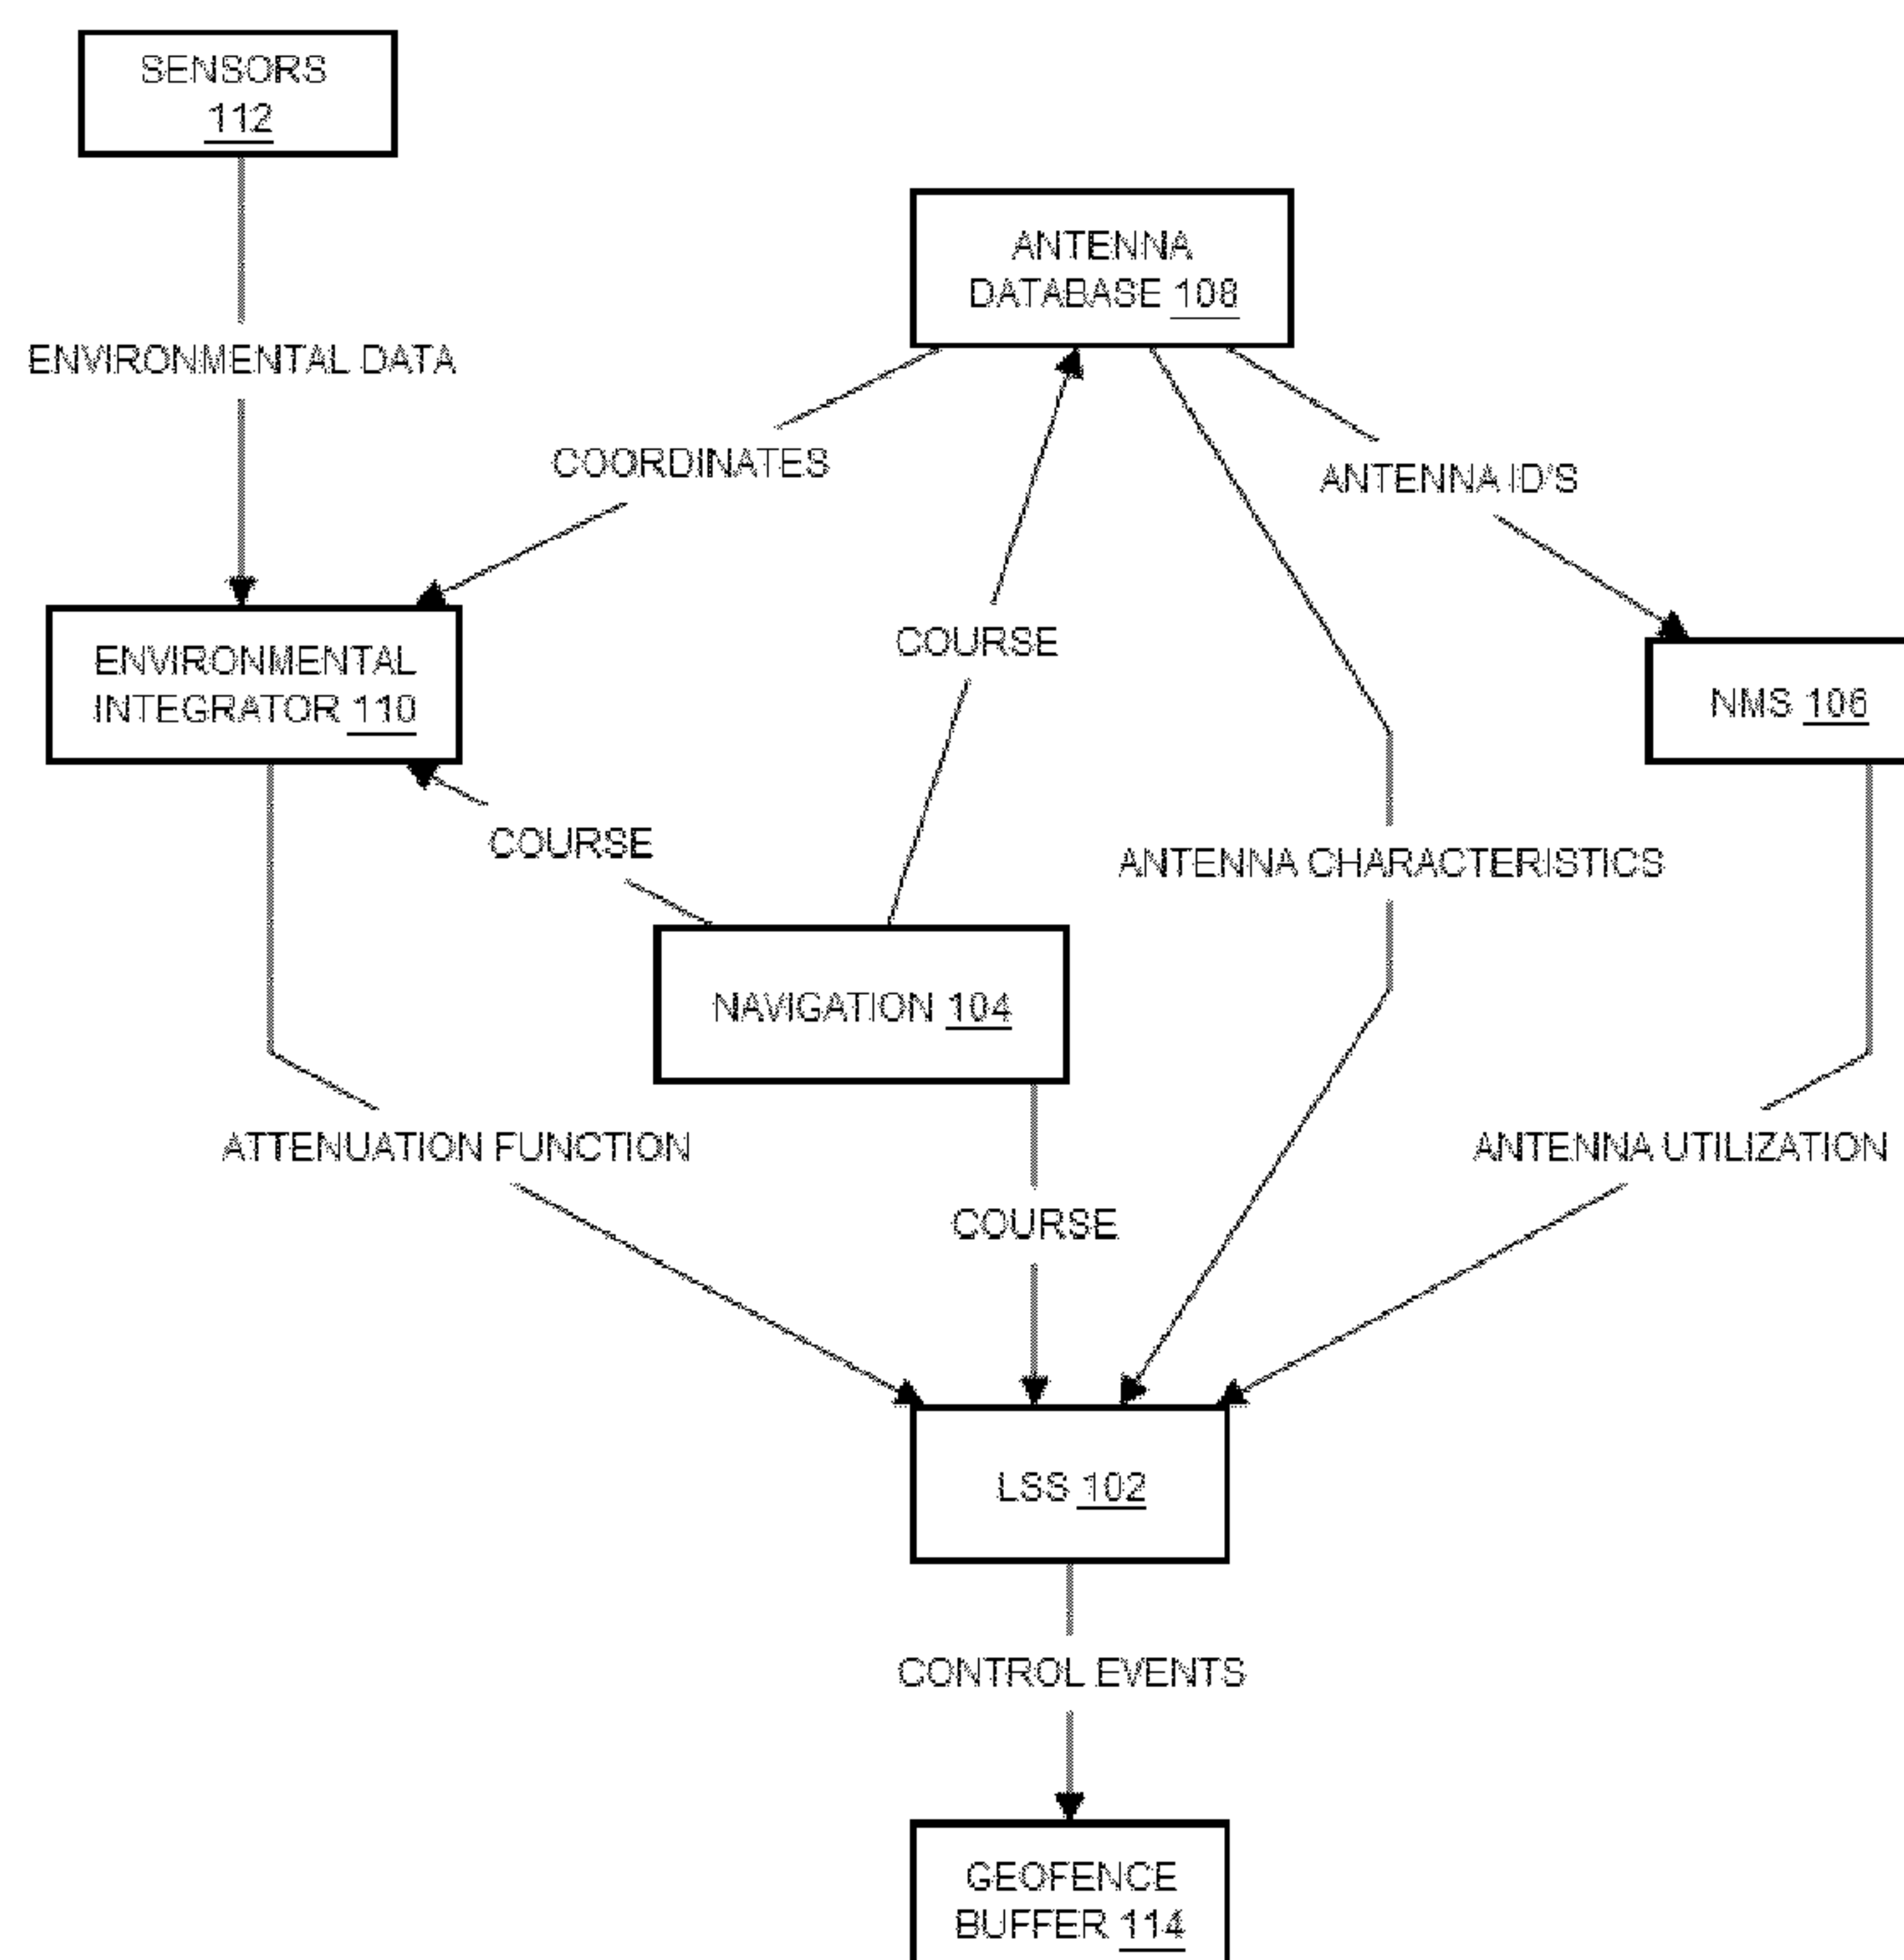 SENSORS
112
ANTENNA
DATABASE 108
ENVIRONMENTAL DATA
COORDINATES
ANTENNA ID'S
COURSE
ENVIRONMENTAL
INTEGRATOR 110
NMS 106
COURSE
ANTENNA CHARACTERISTICS
NAVIGATION 104
ATTENUATION FUNCTION
ANTENNA UTILIZATION
COURSE
LSS 102
CONTROL EVENTS
GEOFENCE
BUFFER 114